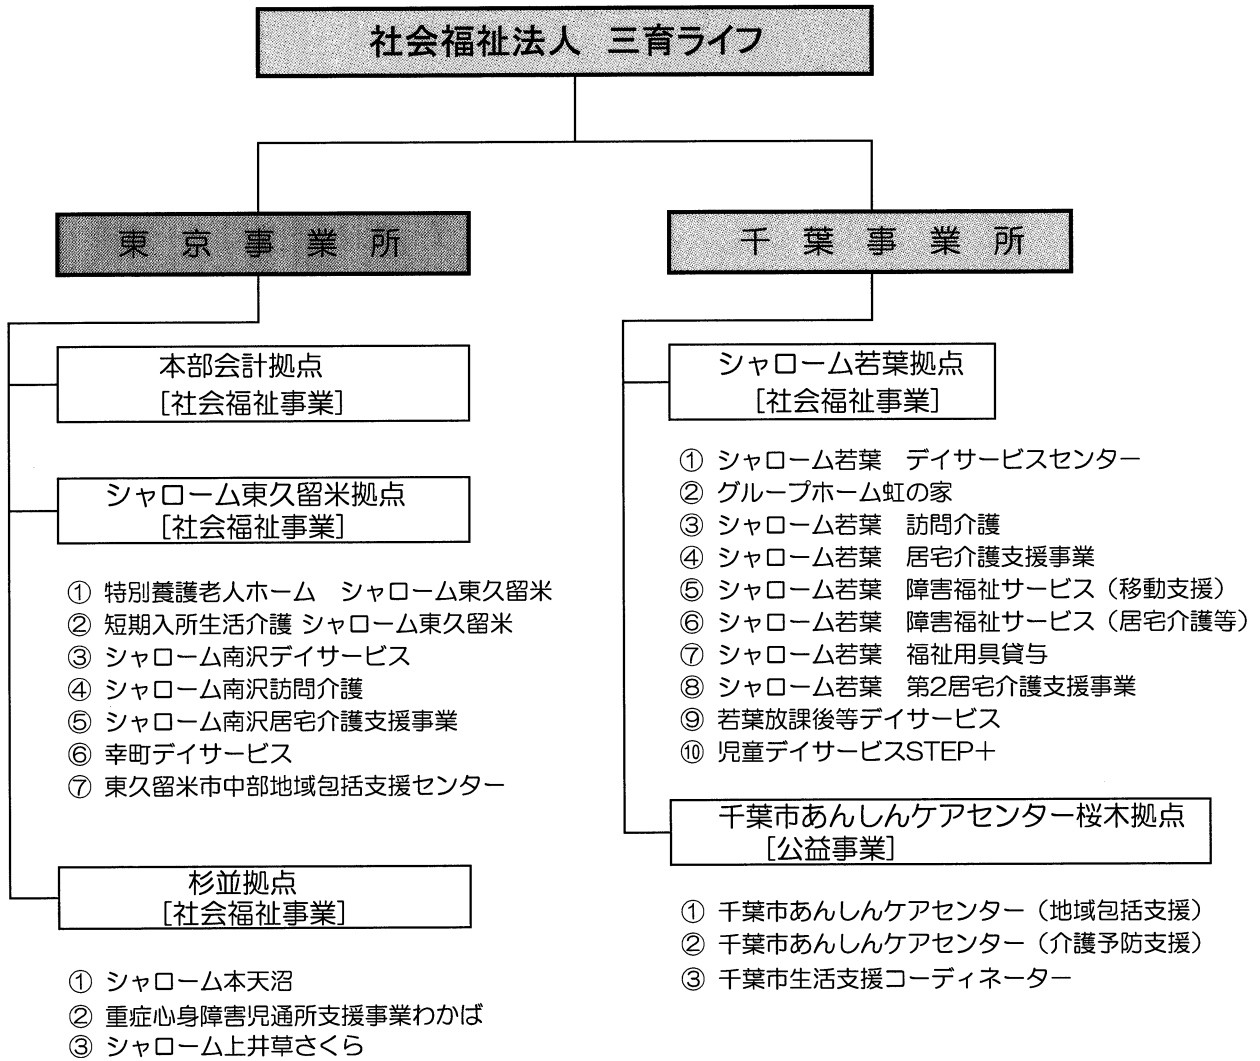 社会福祉法人　三育ライフ
東　京　事　業　所
本部会計拠点
［社会福祉事業］
シャローム東久留米拠点
［社会福祉事業］
① 特別養護老人ホーム　シャローム東久留米
② 短期入所生活介護 シャローム東久留米
③ シャローム南沢デイサービス
④ シャローム南沢訪問介護
⑤ シャローム南沢居宅介護支援事業
⑥ 幸町デイサービス
⑦ 東久留米市中部地域包括支援センター
杉並拠点
［社会福祉事業］
① シャローム本天沼
② 重症心身障害児通所支援事業わかば
③ シャローム上井草さくら
千　葉　事　業　所
シャローム若葉拠点
［社会福祉事業］
① シャローム若葉　デイサービスセンター
② グループホーム虹の家
③ シャローム若葉　訪問介護
④ シャローム若葉　居宅介護支援事業
⑤ シャローム若葉　障害福祉サービス（移動支援）
⑥ シャローム若葉　障害福祉サービス（居宅介護等）
⑦ シャローム若葉　福祉用具貸与
⑧ シャローム若葉　第2居宅介護支援事業
⑨ 若葉放課後等デイサービス
⑩ 児童デイサービスSTEP＋
千葉市あんしんケアセンター桜木拠点
［公益事業］
① 千葉市あんしんケアセンター（地域包括支援）
② 千葉市あんしんケアセンター（介護予防支援）
③ 千葉市生活支援コーディネーター